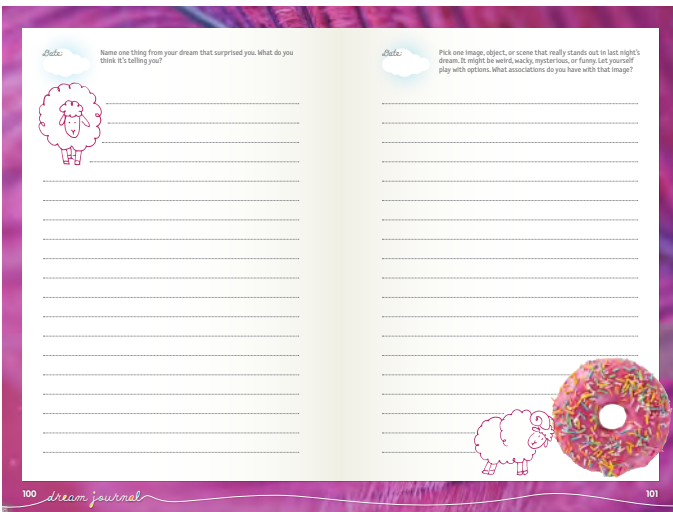 Date:
Name one thing from your dream that surprised you. What do you
think it's telling you?
100 dream journal
Date:
Pick one image, object, or scene that really stands out in last night's
dream. It might be weird, wacky, mysterious, or funny. Let yourself
play with options. What associations do you have with that image?
101